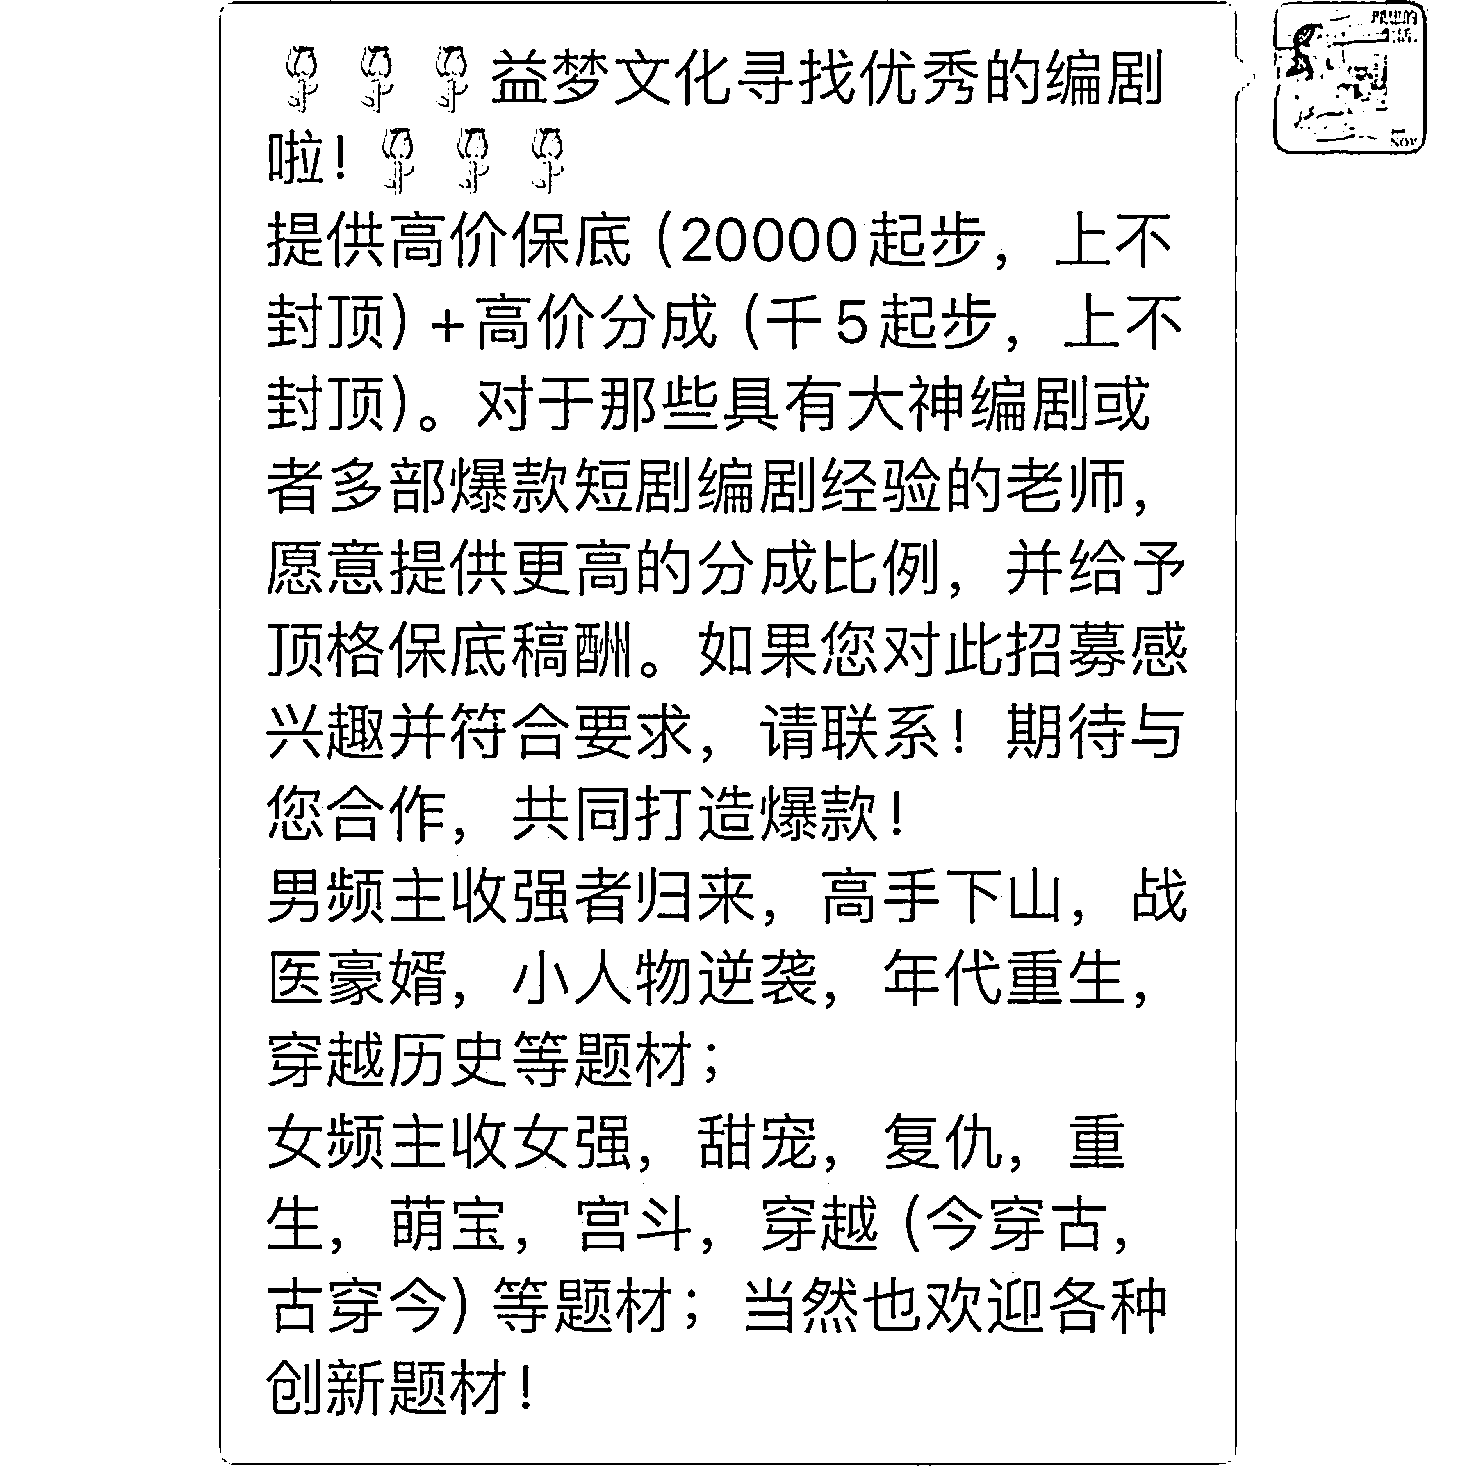 🌹🌹🌹益梦文化寻找优秀的编剧
啦！🌹🌹🌹
提供高价保底（20000起步，上不
封顶）+高价分成（千5起步，上不
封顶）。对于那些具有大神编剧或
者多部爆款短剧编剧经验的老师，
愿意提供更高的分成比例，并给予
顶格保底稿酬。如果您对此招募感
兴趣并符合要求，请联系！期待与
您合作，共同打造爆款！
男频主收强者归来，高手下山，战
医豪婿，小人物逆袭，年代重生，
穿越历史等题材；
女频主收女强，甜宠，复仇，重
生，萌宝，宫斗，穿越（今穿古，
古穿今）等题材；当然也欢迎各种
创新题材！